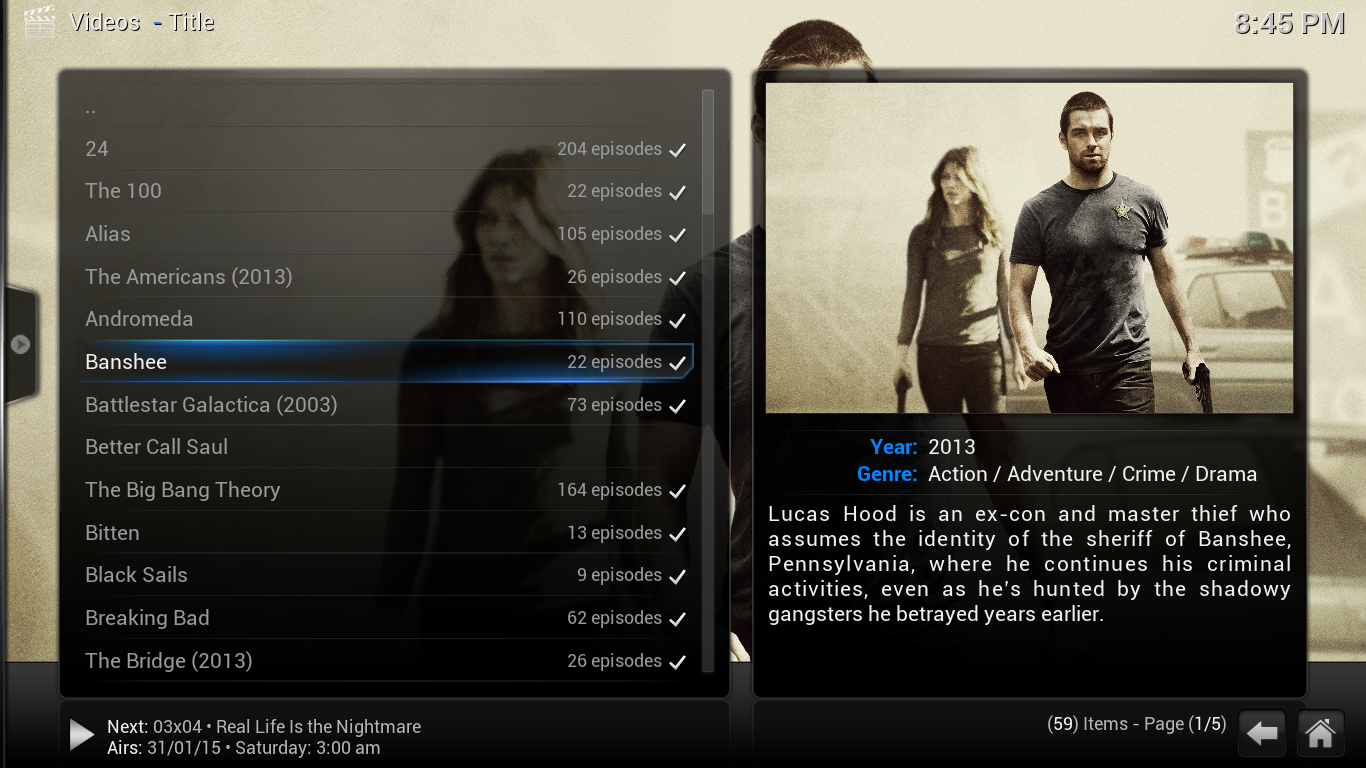 Videos - Title
8:45 PM
..
24 204 episodes
The 100 22 episodes
Alias 105 episodes
The Americans (2013) 26 episodes
Andromeda 110 episodes
Banshee 22 episodes
Battlestar Galactica (2003) 73 episodes
Better Call Saul
The Big Bang Theory 164 episodes
Bitten 13 episodes
Black Sails 9 episodes
Breaking Bad 62 episodes
The Bridge (2013) 26 episodes
Year: 2013
Genre: Action / Adventure / Crime / Drama
Lucas Hood is an ex-con and master thief who
assumes the identity of the sheriff of Banshee,
Pennsylvania, where he continues his criminal
activities, even as he's hunted by the shadowy
gangsters he betrayed years earlier.
Next: 03x04 • Real Life Is the Nightmare
Airs: 31/01/15 • Saturday: 3:00 am
(59) Items - Page (1/5)